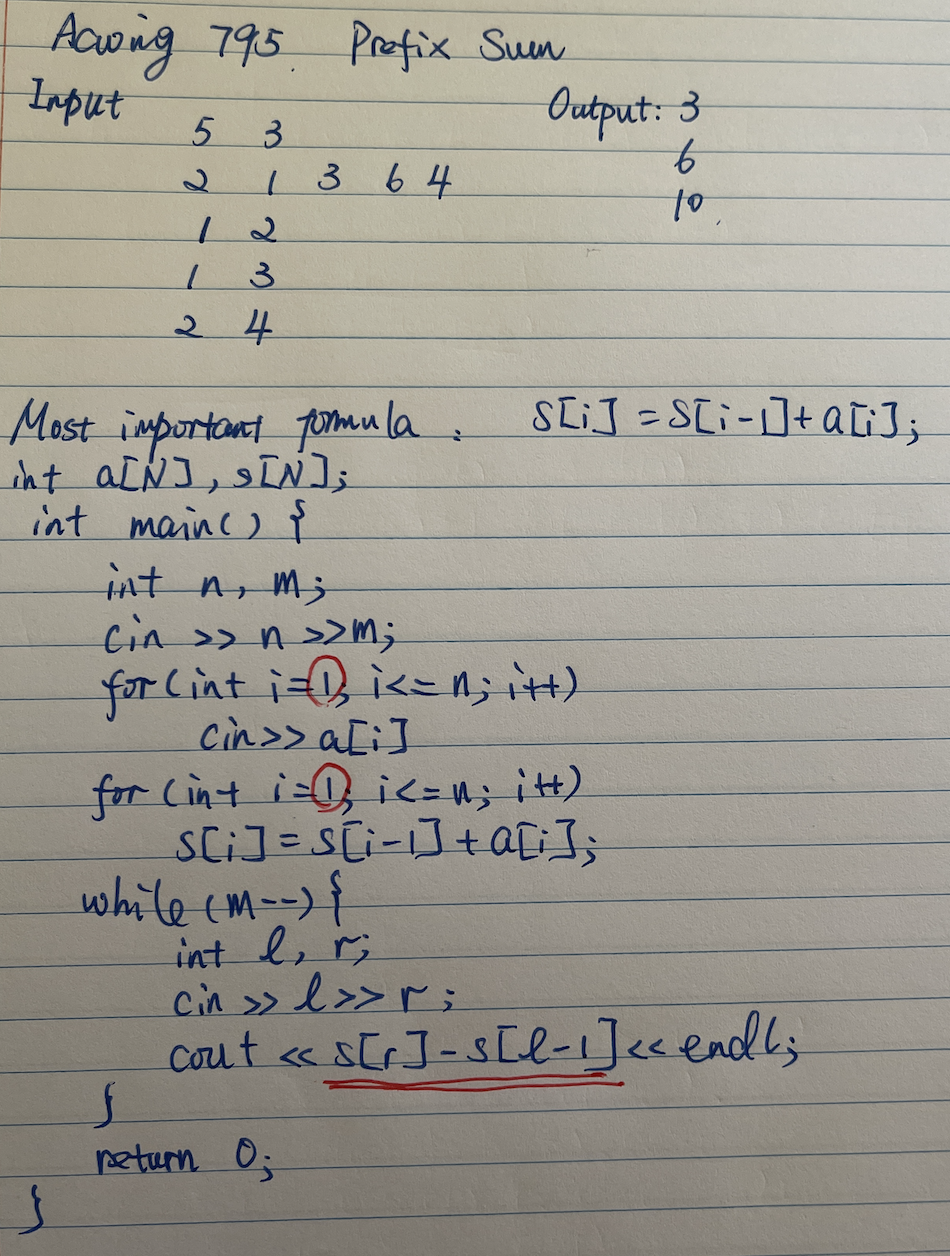 Acwing 795. Prefix Sum
Input
Output: 3
6
10.
5 3
2 1 3 6 4
1 2
1 3
2 4
Most important formula : S[i] = S[i-1] + a[i];
int a[N], s[N];
int main() {
int n, m;
cin >> n >> m;
for (int i=1; i<=n; i++)
cin >> a[i]
for (int i=1; i<=n; i++)
s[i] = s[i-1] + a[i];
while (m--) {
int l, r;
cin >> l >> r;
cout << s[r] - s[l-1] << endl;
}
return 0;
}